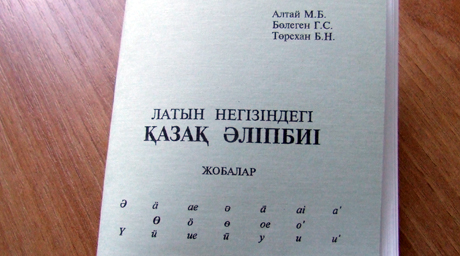 Алтай М.Б.
Бөлеген Г.С.
Төрехан Б.Н.
ЛАТЫН НЕГІЗІНДЕГІ
ҚАЗАҚ ӘЛІПБИІ
ЖОБАЛАР
Ә ä ae ə ä ai a'
Ө ö ө oe o'
Ү ü ue ü y u u'